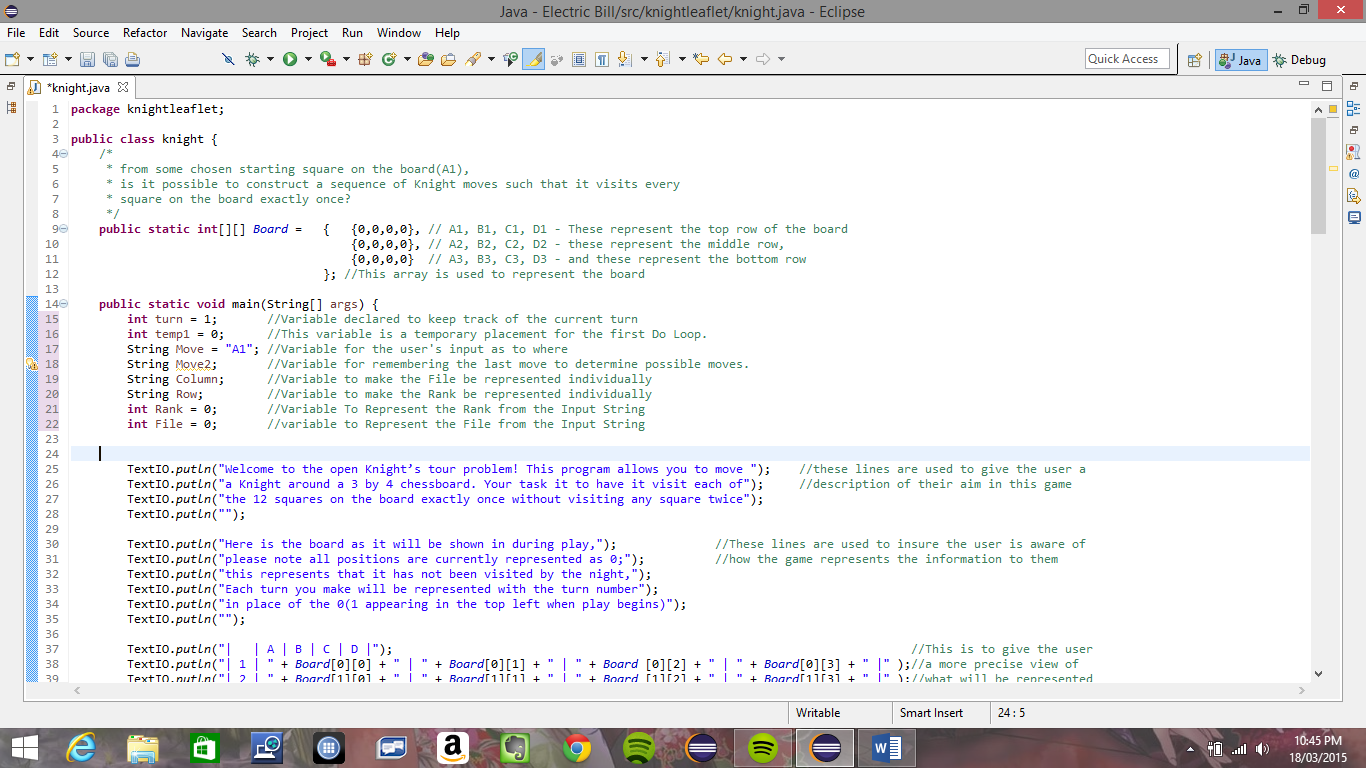 Java - Electric Bill/src/knightleaflet/knight.java - Eclipse
File Edit Source Refactor Navigate Search Project Run Window Help
Quick Access
Java
Debug
*knight.java
1 package knightleaflet;
2
3 public class knight {
4 /*
5 * from some chosen starting square on the board(A1),
6 * is it possible to construct a sequence of Knight moves such that it visits every
7 * square on the board exactly once?
8 */
9 public static int[][] Board = { {0,0,0,0}, // A1, B1, C1, D1 - These represent the top row of the board
10 {0,0,0,0}, // A2, B2, C2, D2 - these represent the middle row,
11 {0,0,0,0} // A3, B3, C3, D3 - and these represent the bottom row
12 }; //This array is used to represent the board
13
14 public static void main(String[] args) {
15 int turn = 1; //Variable declared to keep track of the current turn
16 int temp1 = 0; //This variable is a temporary placement for the first Do Loop.
17 String Move = "A1"; //Variable for the user's input as to where
18 String Move2; //Variable for remembering the last move to determine possible moves.
19 String Column; //Variable to make the File be represented individually
20 String Row; //Variable to make the Rank be represented individually
21 int Rank = 0; //Variable To Represent the Rank from the Input String
22 int File = 0; //variable to Represent the File from the Input String
23
24
25 TextIO.putln("Welcome to the open Knight’s tour problem! This program allows you to move "); //these lines are used to give the user a
26 TextIO.putln("a Knight around a 3 by 4 chessboard. Your task it to have it visit each of"); //description of their aim in this game
27 TextIO.putln("the 12 squares on the board exactly once without visiting any square twice");
28 TextIO.putln("");
29
30 TextIO.putln("Here is the board as it will be shown in during play,"); //These lines are used to insure the user is aware of
31 TextIO.putln("please note all positions are currently represented as 0;"); //how the game represents the information to them
32 TextIO.putln("this represents that it has not been visited by the night,");
33 TextIO.putln("Each turn you make will be represented with the turn number");
34 TextIO.putln("in place of the 0(1 appearing in the top left when play begins)");
35 TextIO.putln("");
36
37 TextIO.putln("|   | A | B | C | D |"); //This is to give the user
38 TextIO.putln("| 1 | " + Board[0][0] + " | " + Board[0][1] + " | " + Board [0][2] + " | " + Board[0][3] + " |" );//a more precise view of
39 TextIO.putln("| 2 | " + Board[1][0] + " | " + Board[1][1] + " | " + Board [1][2] + " | " + Board[1][3] + " |" );//what will be represented
Writable Smart Insert 24 : 5
10:45 PM
18/03/2015